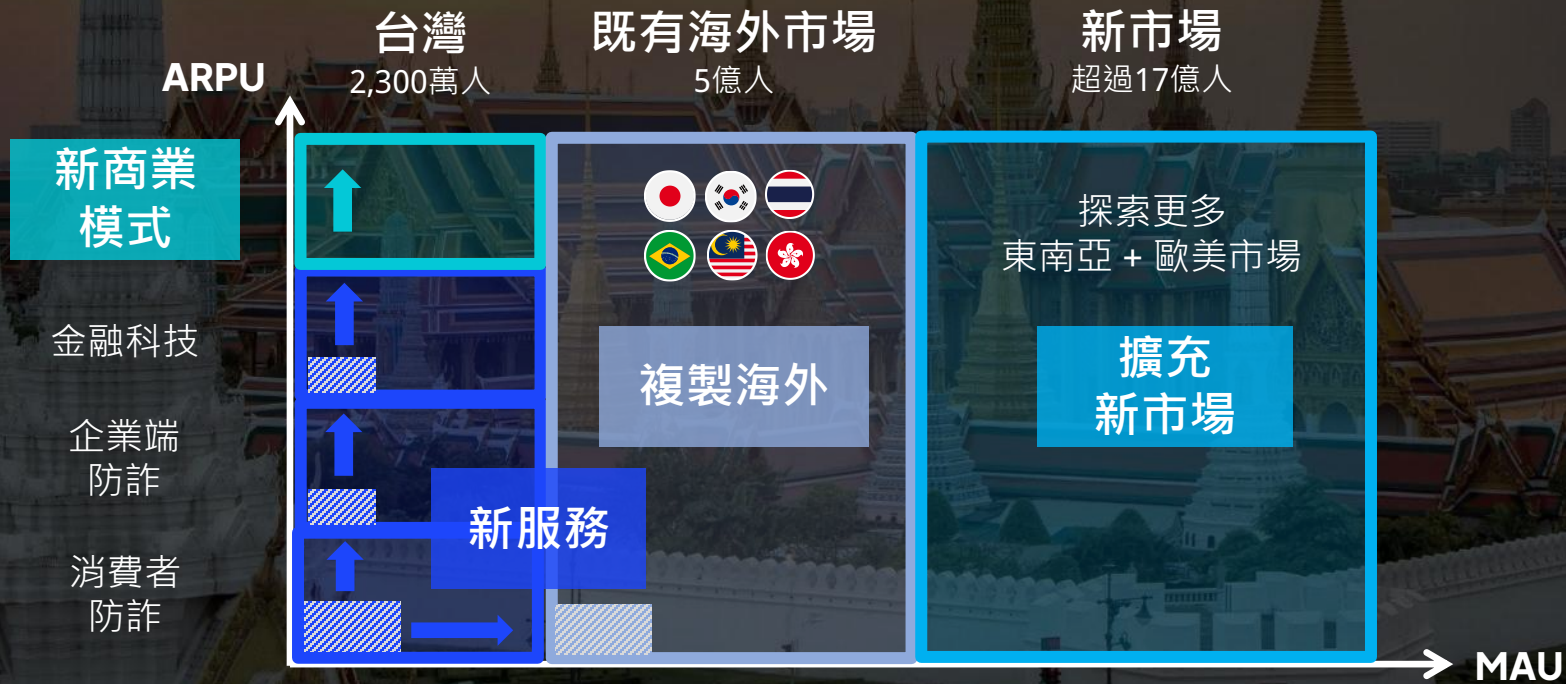 台灣
2,300萬人
既有海外市場
5億人
新市場
超過17億人
ARPU
新商業
模式
金融科技
企業端
防詐
消費者
防詐
新服務
複製海外
探索更多
東南亞 + 歐美市場
擴充
新市場
MAU